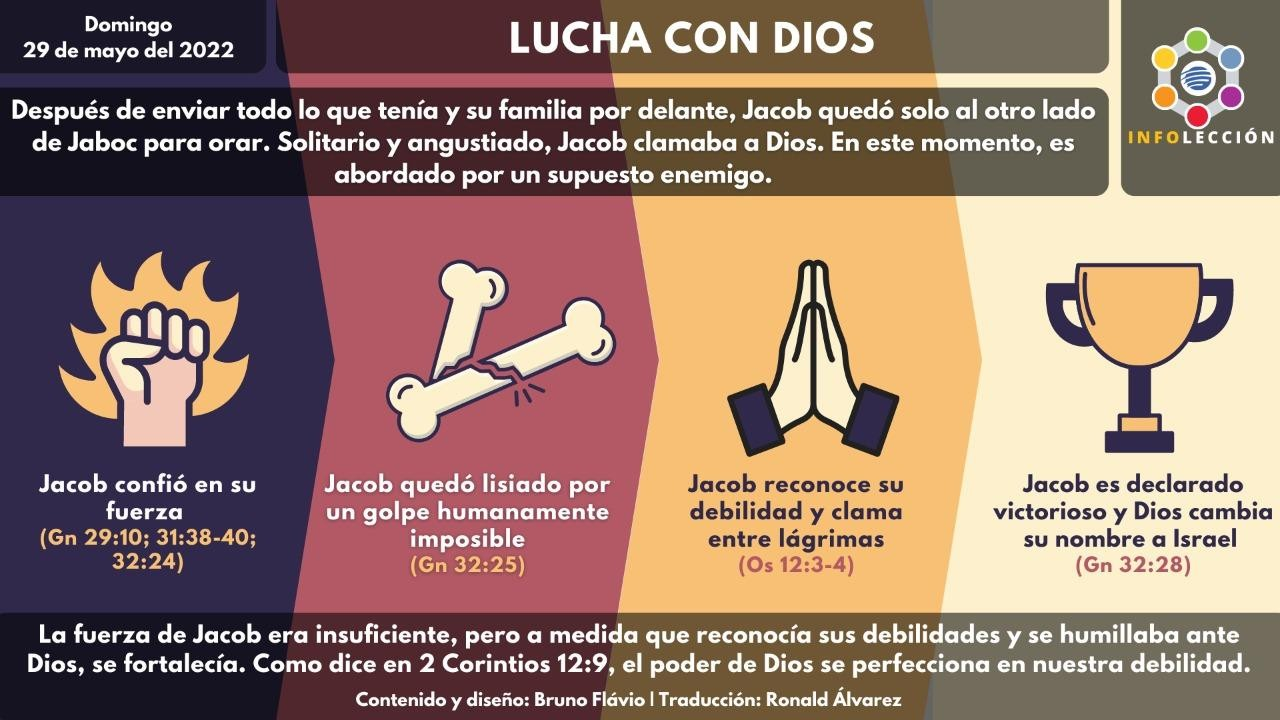 Domingo
29 de mayo del 2022
LUCHA CON DIOS
INFOLECCIÓN
Después de enviar todo lo que tenía y su familia por delante, Jacob quedó solo al otro lado
de Jaboc para orar. Solitario y angustiado, Jacob clamaba a Dios. En este momento, es
abordado por un supuesto enemigo.
Jacob confió en su
fuerza
(Gn 29:10; 31:38-40;
32:24)
Jacob quedó lisiado por
un golpe humanamente
imposible
(Gn 32:25)
Jacob reconoce su
debilidad y clama
entre lágrimas
(Os 12:3-4)
Jacob es declarado
victorioso y Dios cambia
su nombre a Israel
(Gn 32:28)
La fuerza de Jacob era insuficiente, pero a medida que reconocía sus debilidades y se humillaba ante
Dios, se fortalecía. Como dice en 2 Corintios 12:9, el poder de Dios se perfecciona en nuestra debilidad.
Contenido y diseño: Bruno Flávio | Traducción: Ronald Álvarez